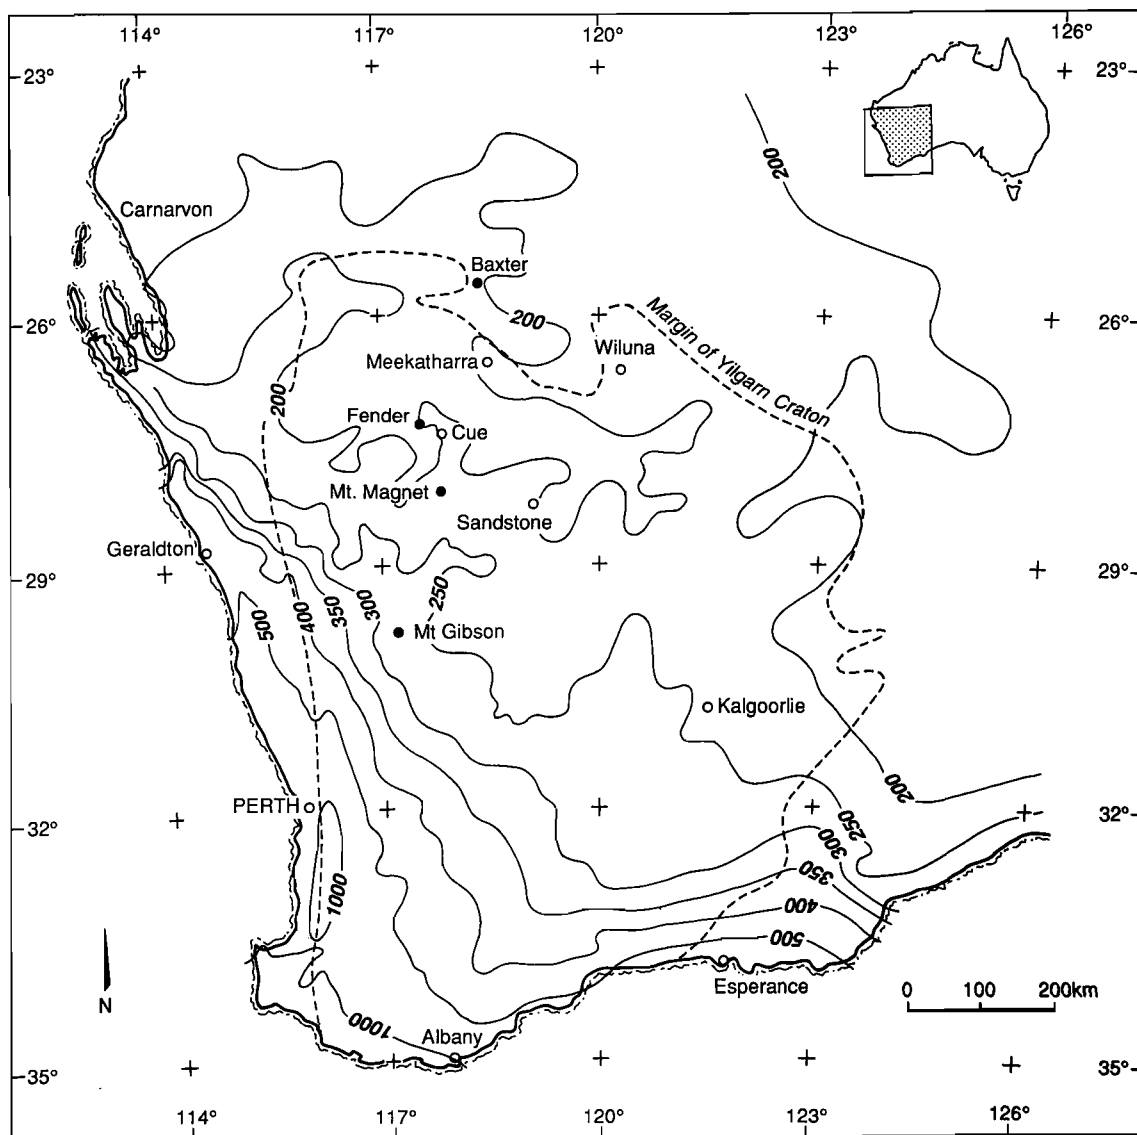 114° 117° 120° 123° 126°
23° 23°
200
Carnarvon
Baxter
200
26° 26°
Margin of Yilgarn Craton
Meekatharra
Wiluna
200
Fender
Cue
Mt. Magnet
Sandstone
Geraldton
29° 29°
500
400
350
300
250
Mt Gibson
Kalgoorlie
200
PERTH
32° 32°
250
300
350
1000
400
500
N
Esperance
0 100 200km
1000
Albany
35° 35°
114° 117° 120° 123° 126°